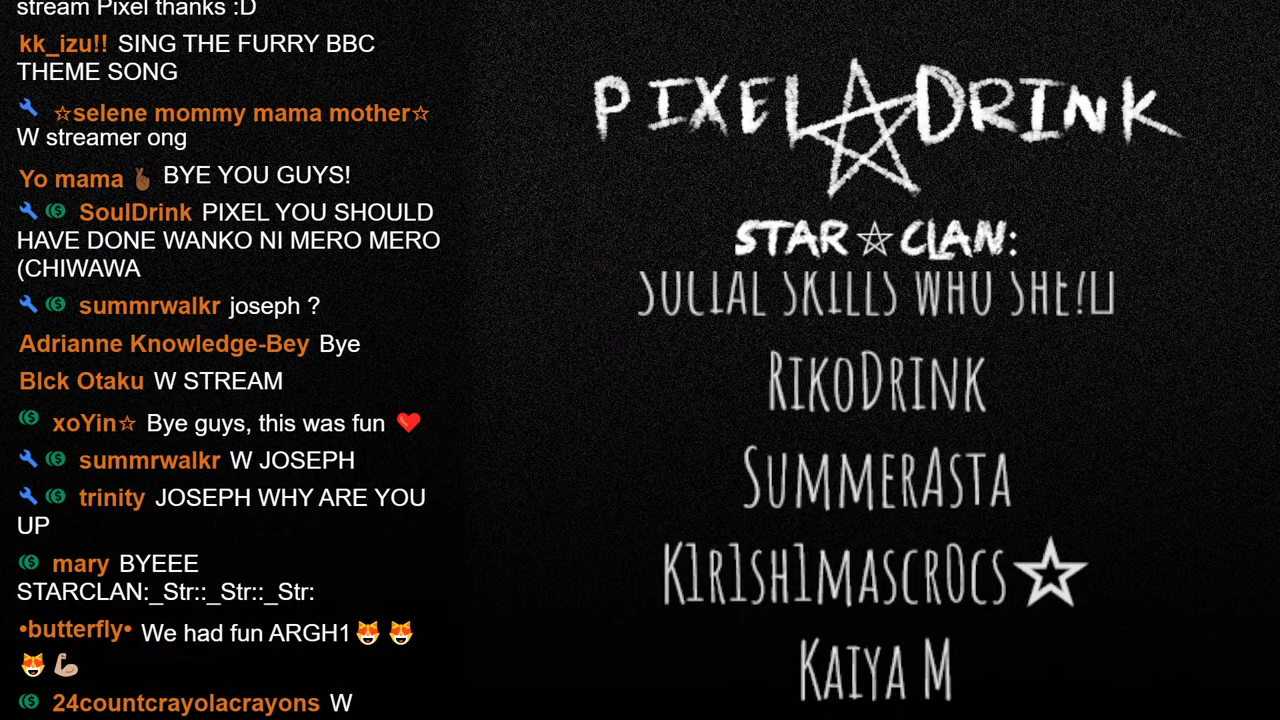 stream Pixel thanks :D
kk_izu!! SING THE FURRY BBC
THEME SONG
☆selene mommy mama mother☆
W streamer ong
Yo mama ✌🏾 BYE YOU GUYS!
SoulDrink PIXEL YOU SHOULD
HAVE DONE WANKO NI MERO MERO
(CHIWAWA
summrwalkr joseph ?
Adrianne Knowledge-Bey Bye
Blck Otaku W STREAM
xoYin☆ Bye guys, this was fun ❤️
summrwalkr W JOSEPH
trinity JOSEPH WHY ARE YOU
UP
mary BYEEE
STARCLAN:_Str::_Str::_Str:
•butterfly• We had fun ARGH1😻 😻
😻 💪🏼
24countcrayolacrayons W
PIXEL DRINK
STAR☆CLAN:
SOCIAL SKILLS WHO SHE?
RIKODRINK
SUMMERASTA
K1R1SH1MASCR0CS☆
KAIYA M